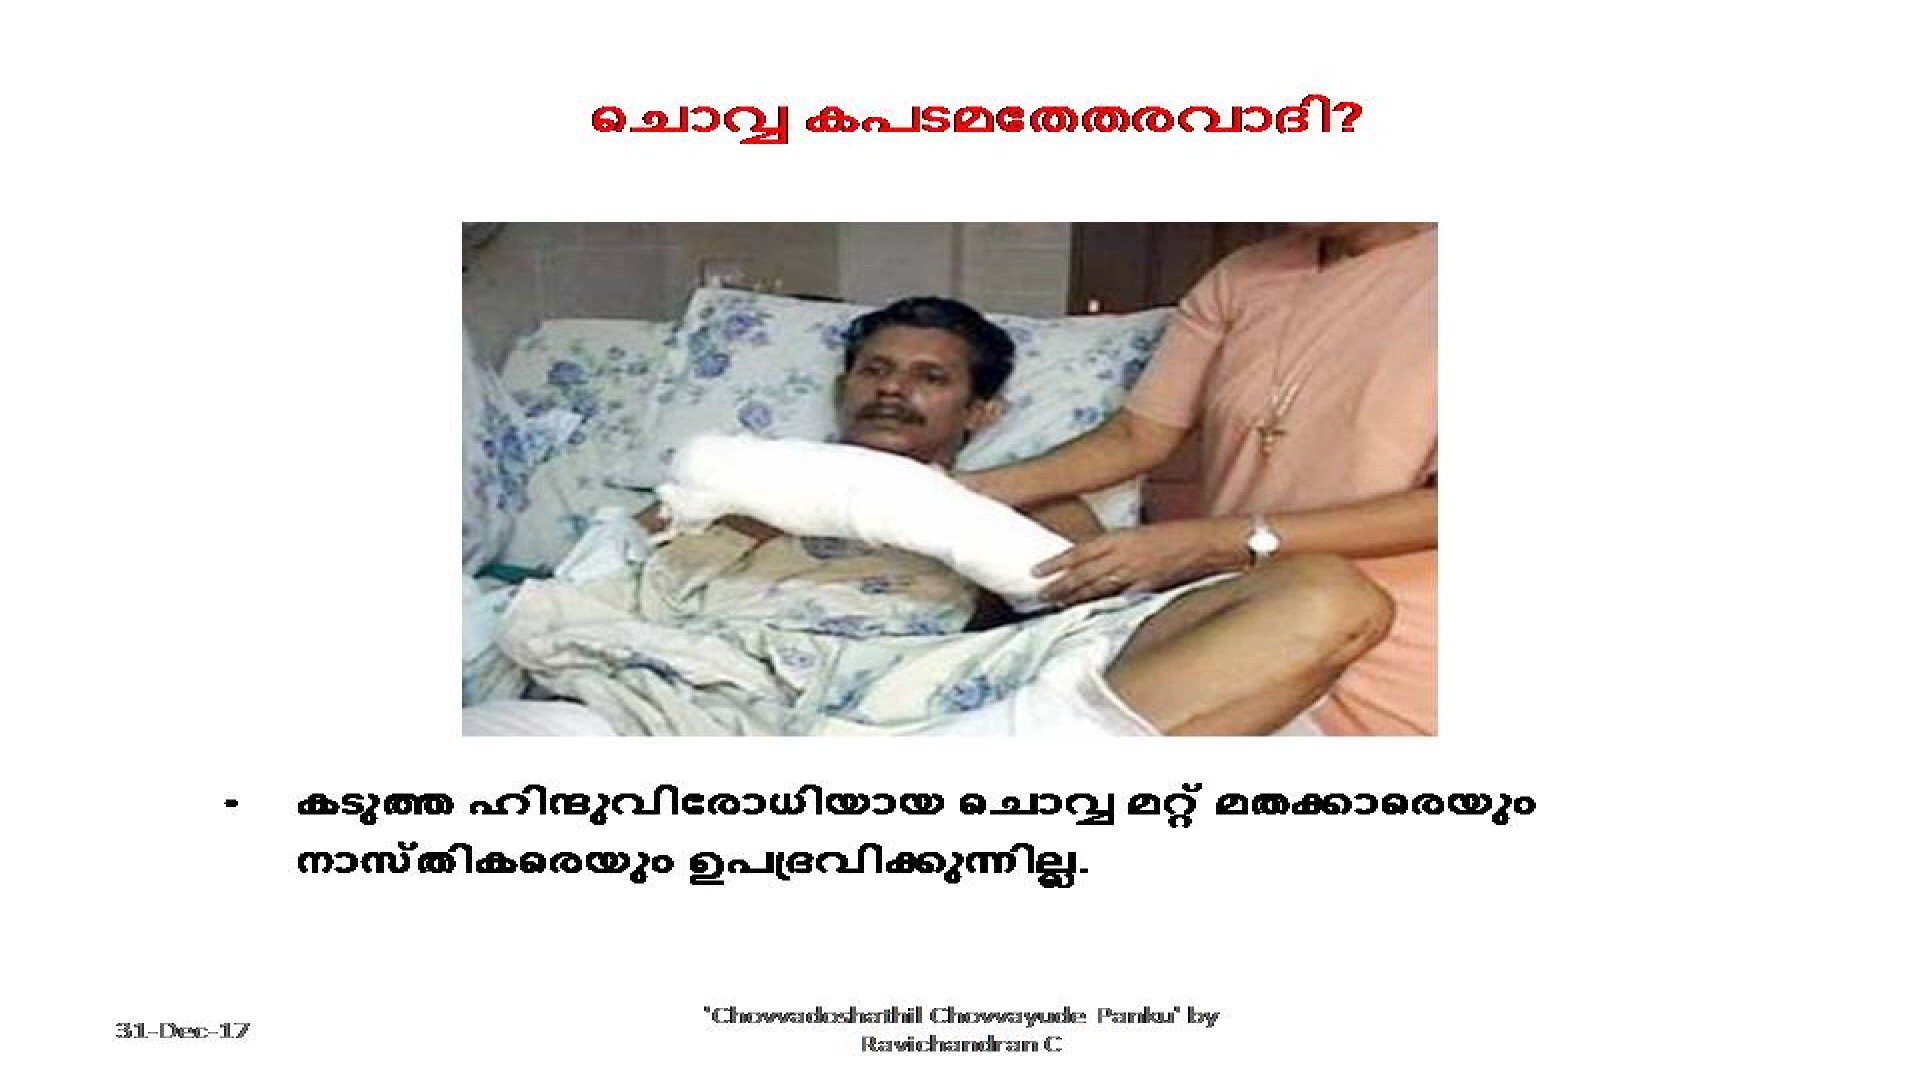 ചൊവ്വ കപടമതേതരവാദി?
- കടുത്ത ഹിന്ദുവിരോധിയായ ചൊവ്വ മറ്റ് മതക്കാരെയും
നാസ്തികരെയും ഉപദ്രവിക്കുന്നില്ല.
31-Dec-17
'Chowwadoshathil Chowwayude Panku' by
Ravichandran C